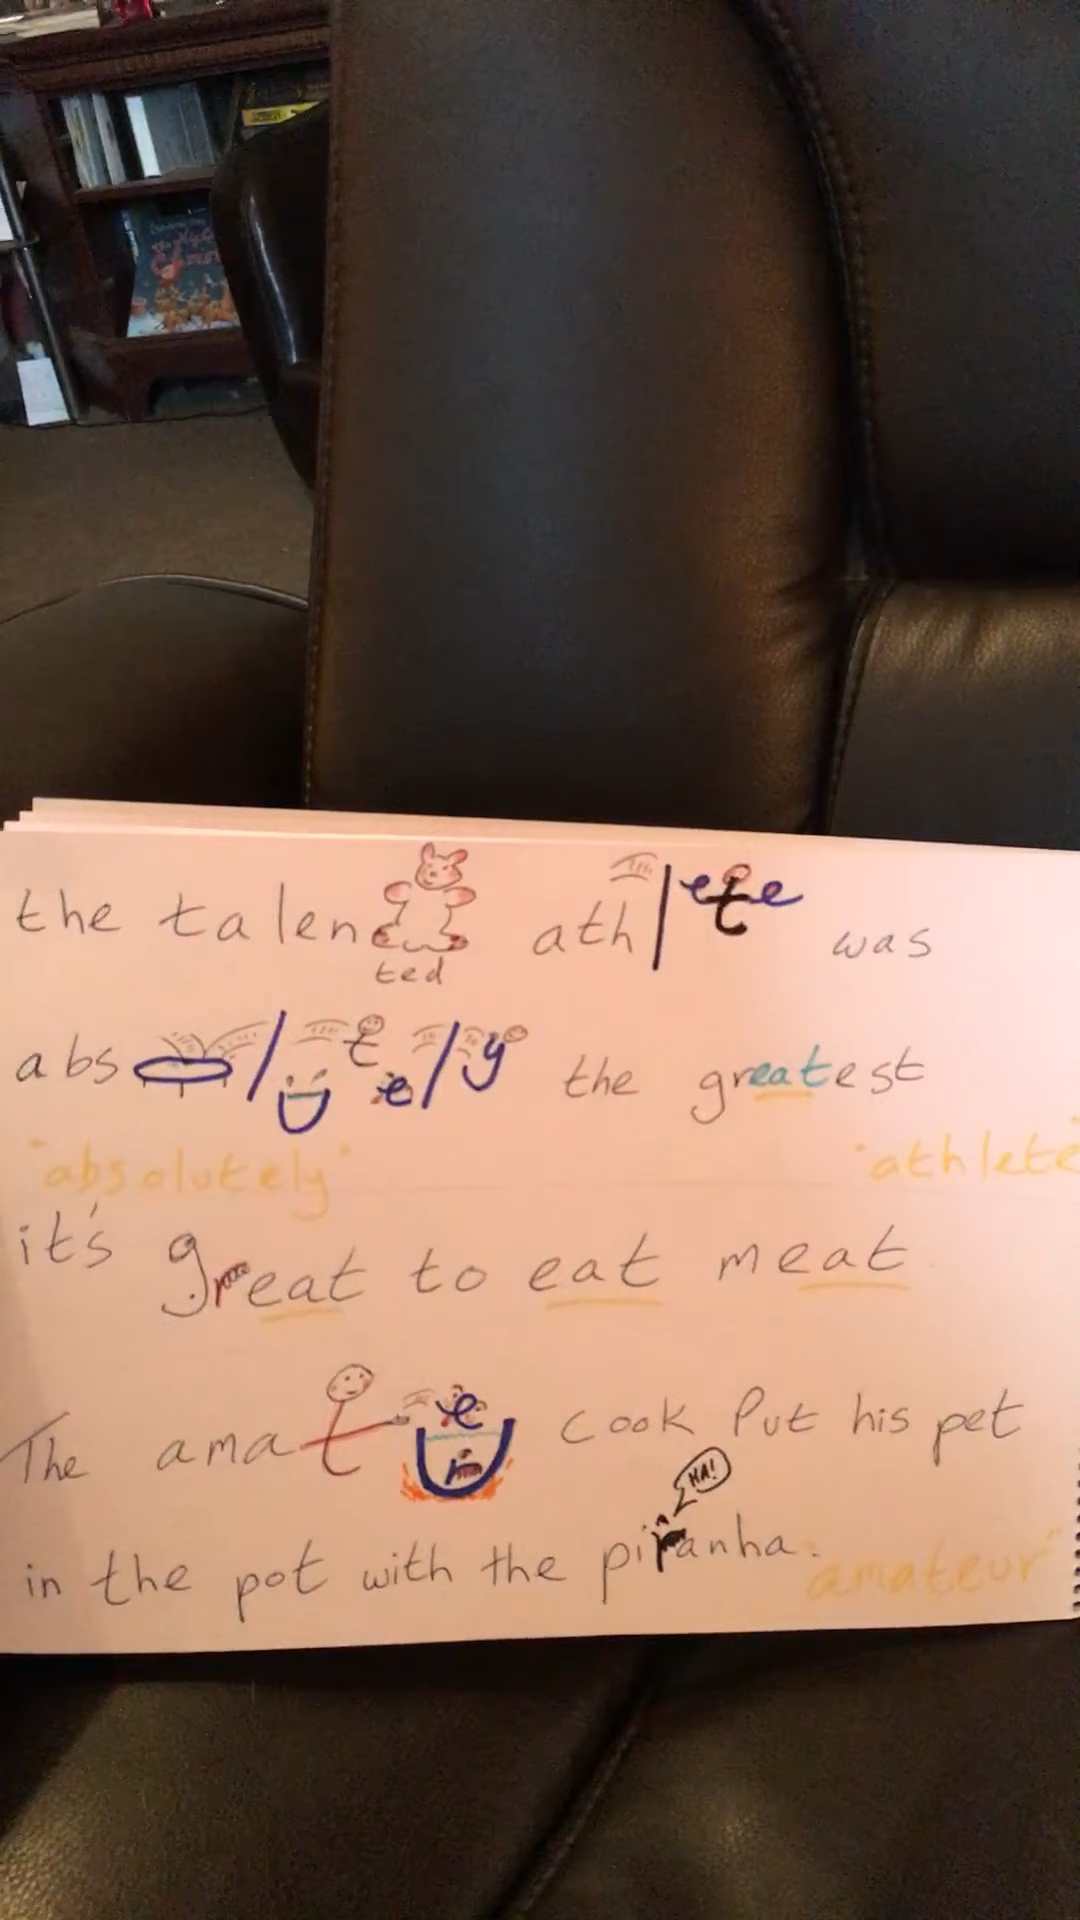 the talented athlete was
ted
absolutely the greatest
"absolutely" "athlete"
it's great to eat meat
The amateur cook Put his pet
HA!
in the pot with the piranha.
"amateur"